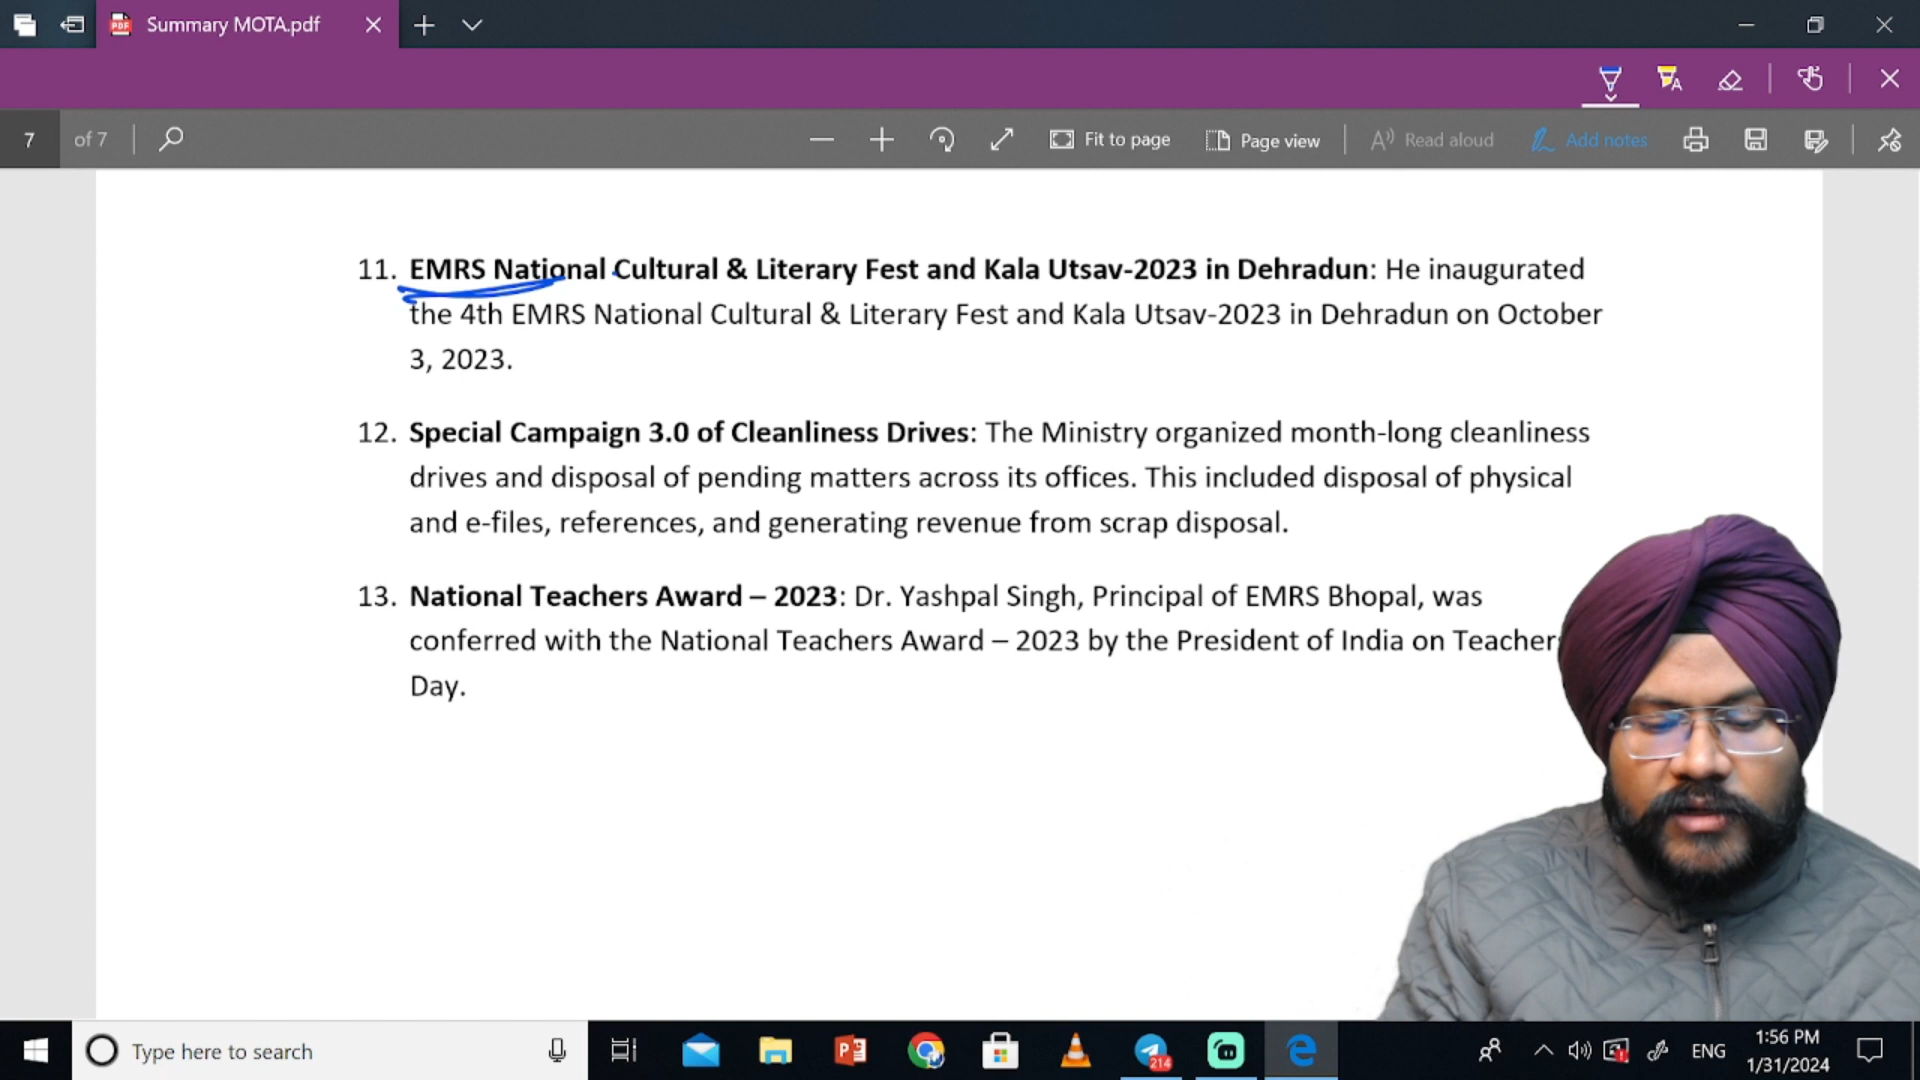 Summary MOTA.pdf
7 of 7
Fit to page
Page view
Read aloud
Add notes
11. EMRS National Cultural & Literary Fest and Kala Utsav-2023 in Dehradun: He inaugurated
the 4th EMRS National Cultural & Literary Fest and Kala Utsav-2023 in Dehradun on October
3, 2023.
12. Special Campaign 3.0 of Cleanliness Drives: The Ministry organized month-long cleanliness
drives and disposal of pending matters across its offices. This included disposal of physical
and e-files, references, and generating revenue from scrap disposal.
13. National Teachers Award – 2023: Dr. Yashpal Singh, Principal of EMRS Bhopal, was
conferred with the National Teachers Award – 2023 by the President of India on Teacher
Day.
Type here to search
214
ENG
1:56 PM
1/31/2024